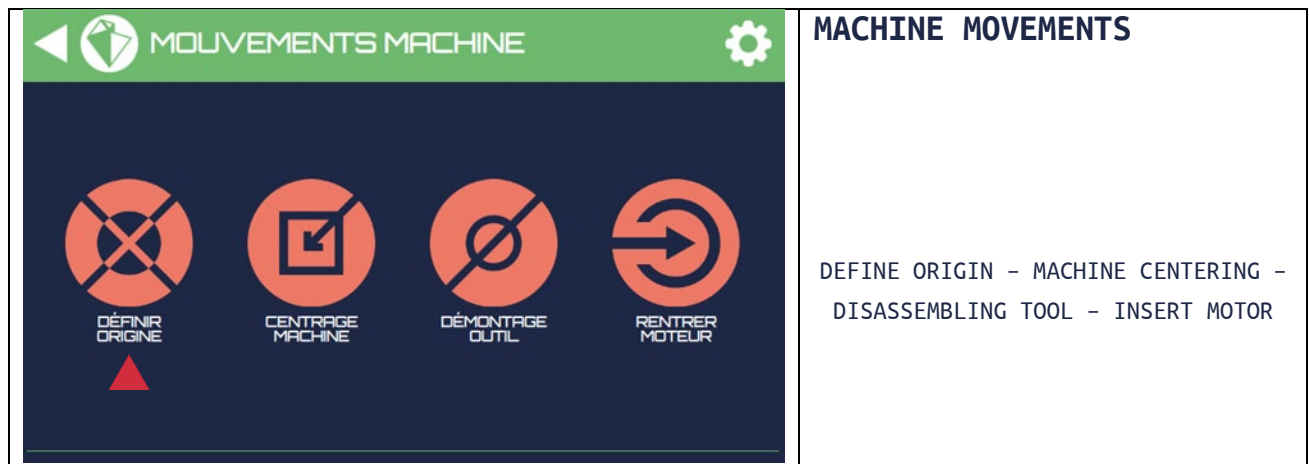 MOUVEMENTS MACHINE
DÉFINIR
ORIGINE
CENTRAGE
MACHINE
DÉMONTAGE
OUTIL
RENTRER
MOTEUR
MACHINE MOVEMENTS
DEFINE ORIGIN – MACHINE CENTERING –
DISASSEMBLING TOOL – INSERT MOTOR